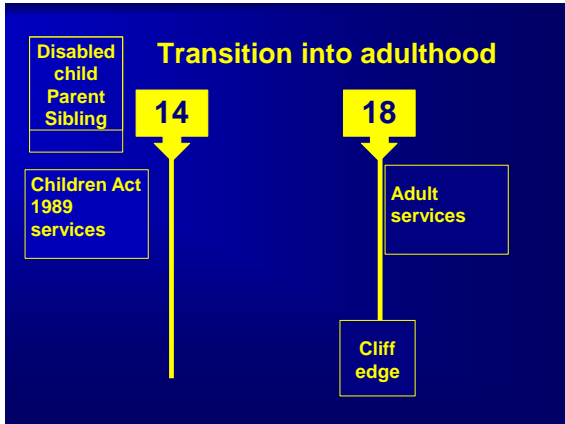 Transition into adulthood
Disabled
child
Parent
Sibling
14
18
Children Act
1989
services
Adult
services
Cliff
edge